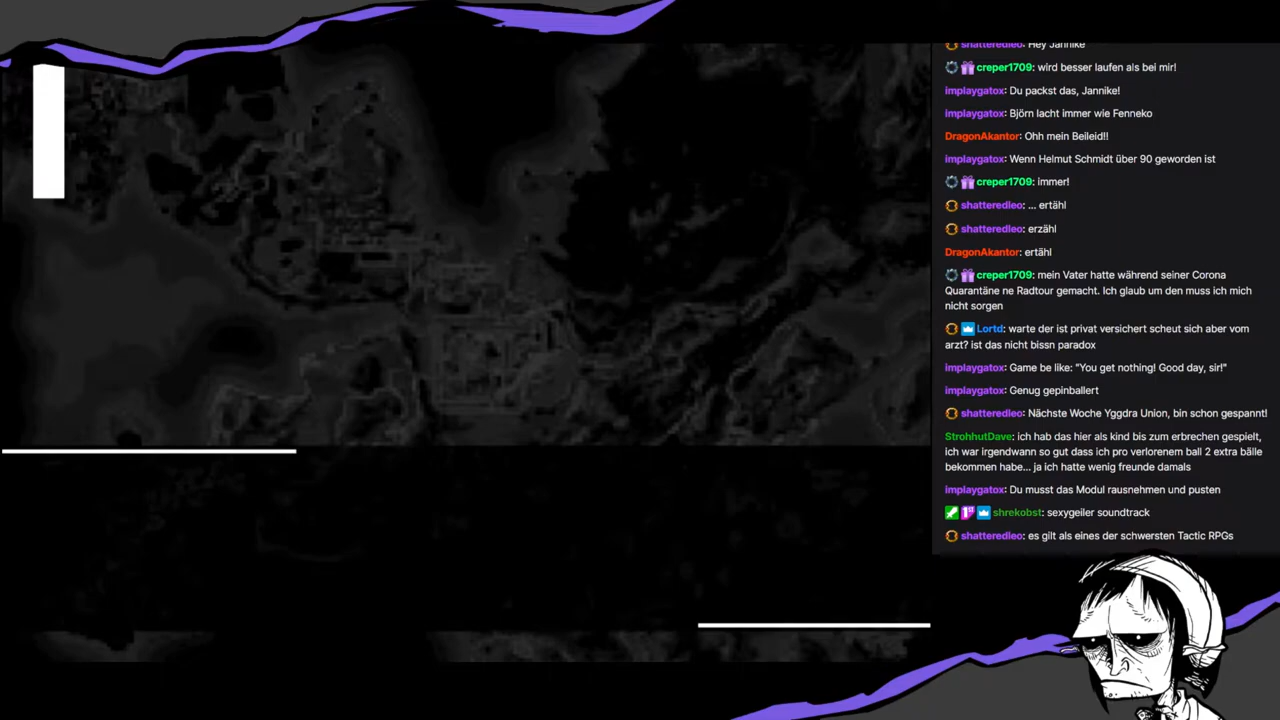 shatteredleo: Hey Jannike
creper1709: wird besser laufen als bei mir!
implaygatox: Du packst das, Jannike!
implaygatox: Björn lacht immer wie Fenneko
DragonAkantor: Ohh mein Beileid!!
implaygatox: Wenn Helmut Schmidt über 90 geworden ist
creper1709: immer!
shatteredleo: ... ertähl
shatteredleo: erzähl
DragonAkantor: ertähl
creper1709: mein Vater hatte während seiner Corona
Quarantäne ne Radtour gemacht. Ich glaub um den muss ich mich
nicht sorgen
Lortd: warte der ist privat versichert scheut sich aber vom
arzt? ist das nicht bissn paradox
implaygatox: Game be like: "You get nothing! Good day, sir!"
implaygatox: Genug gepinballert
shatteredleo: Nächste Woche Yggdra Union, bin schon gespannt!
StrohhutDave: ich hab das hier als kind bis zum erbrechen gespielt,
ich war irgendwann so gut dass ich pro verlorenem ball 2 extra bälle
bekommen habe... ja ich hatte wenig freunde damals
implaygatox: Du musst das Modul rausnehmen und pusten
shrekobst: sexygeiler soundtrack
shatteredleo: es gilt als eines der schwersten Tactic RPGs